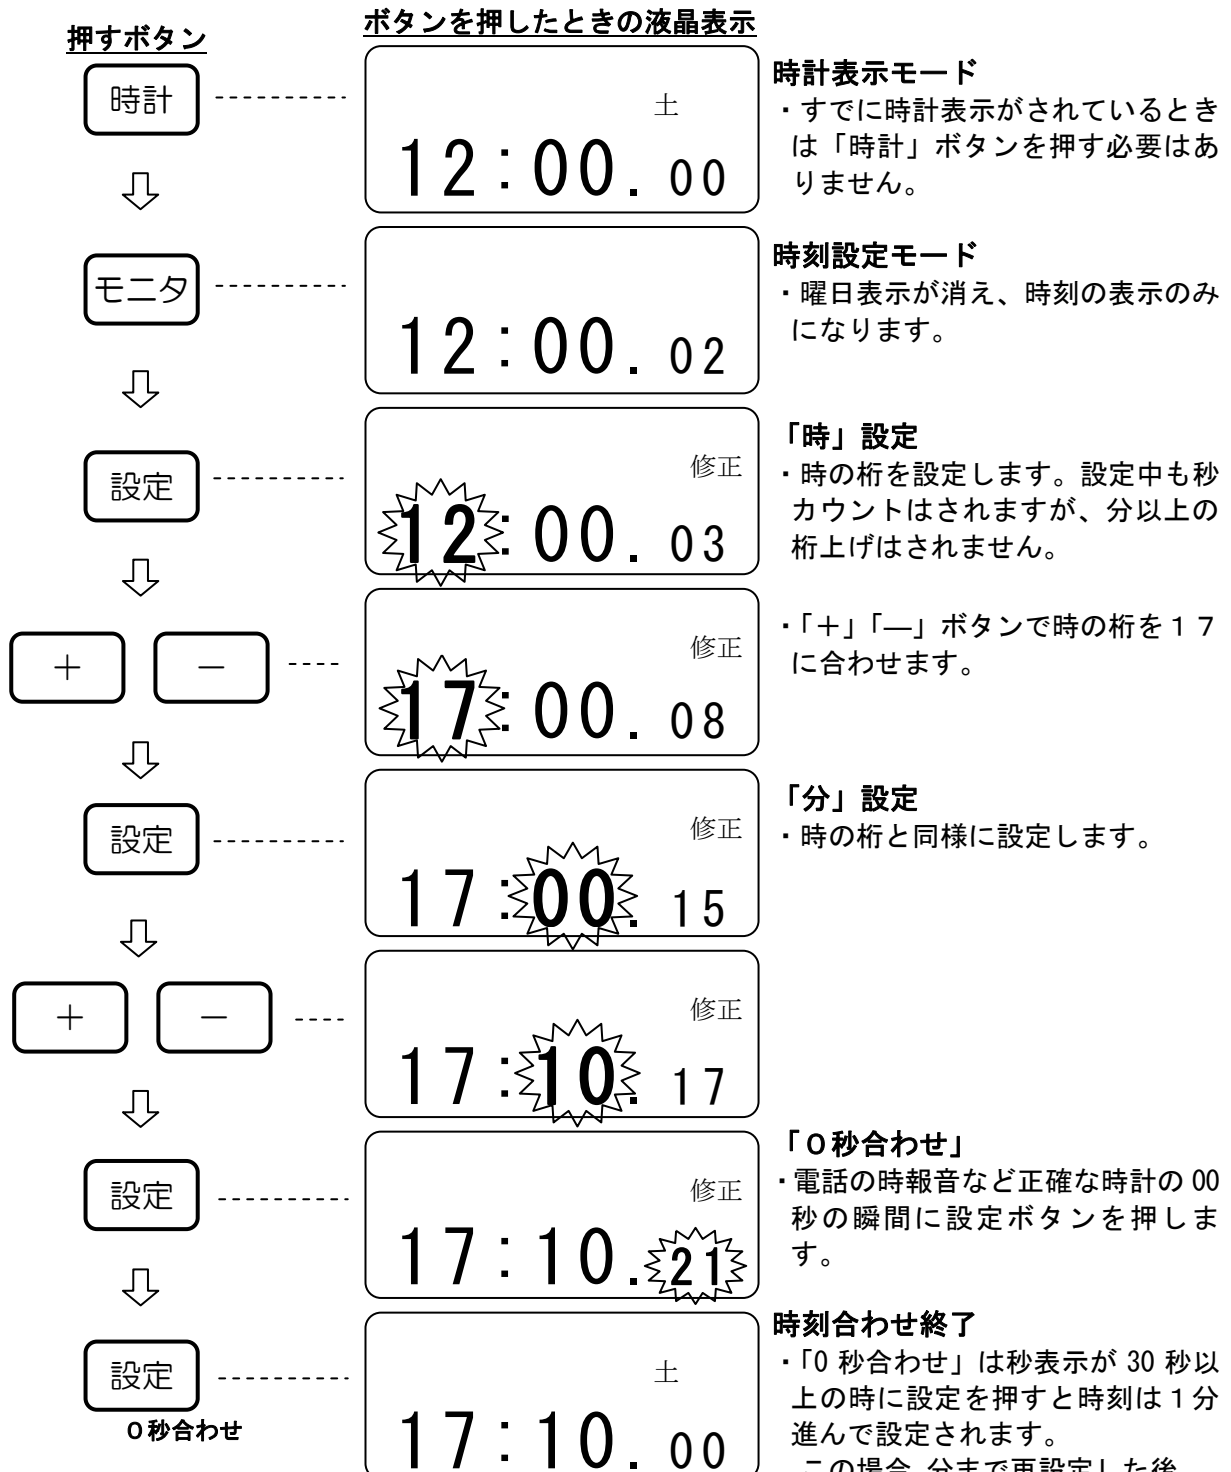 押すボタン
ボタンを押したときの液晶表示
時計
土
12:00.00
時計表示モード
・すでに時計表示がされているとき
は「時計」ボタンを押す必要はあ
りません。
モニタ
12:00.02
時刻設定モード
・曜日表示が消え、時刻の表示のみ
になります。
設定
修正
12:00.03
「時」設定
・時の桁を設定します。設定中も秒
カウントはされますが、分以上の
桁上げはされません。
＋ －
修正
17:00.08
・「＋」「―」ボタンで時の桁を１７
に合わせます。
設定
修正
17:00.15
「分」設定
・時の桁と同様に設定します。
＋ －
修正
17:10.17
設定
修正
17:10.21
「０秒合わせ」
・電話の時報音など正確な時計の 00
秒の瞬間に設定ボタンを押しま
す。
設定
０秒合わせ
土
17:10.00
時刻合わせ終了
・「0 秒合わせ」は秒表示が 30 秒以
上の時に設定を押すと時刻は１分
進んで設定されます。
この場合 分まで再設定した後